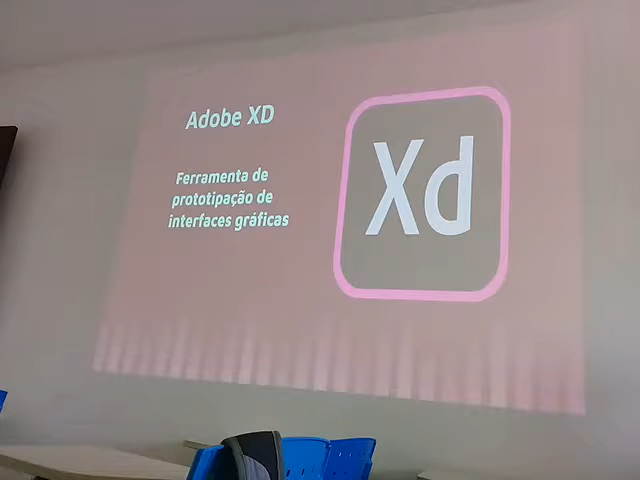 Adobe XD
Ferramenta de
prototipação de
interfaces gráficas
Xd